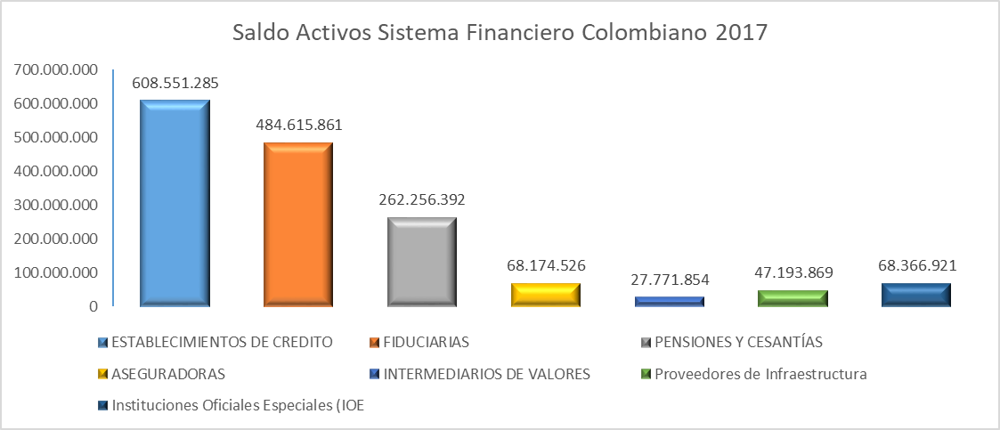 Saldo Activos Sistema Financiero Colombiano 2017
700.000.000
600.000.000
500.000.000
400.000.000
300.000.000
200.000.000
100.000.000
0
608.551.285
484.615.861
262.256.392
68.174.526
27.771.854
47.193.869
68.366.921
ESTABLECIMIENTOS DE CREDITO
FIDUCIARIAS
PENSIONES Y CESANTÍAS
ASEGURADORAS
INTERMEDIARIOS DE VALORES
Proveedores de Infraestructura
Instituciones Oficiales Especiales (IOE